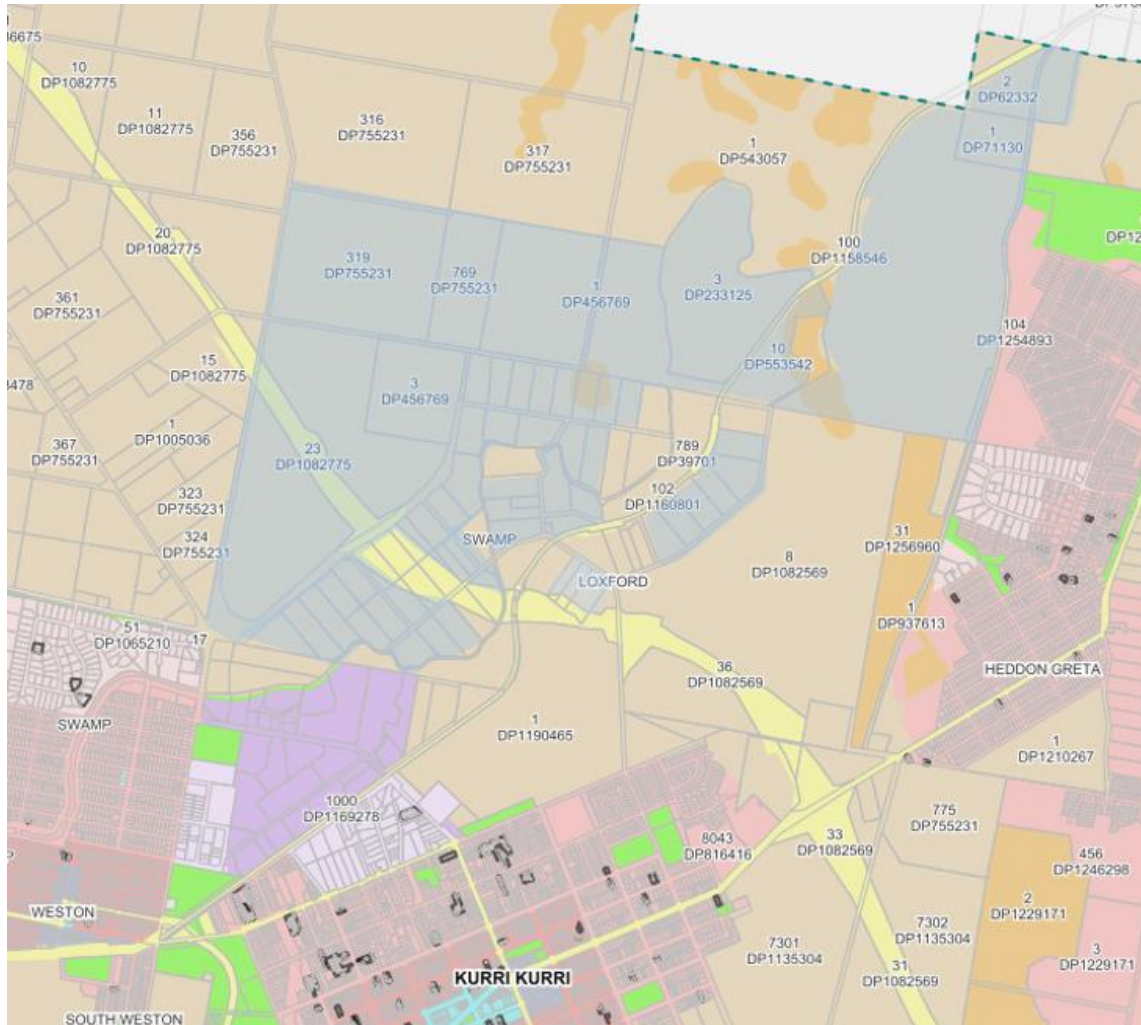 10
DP1082775
11
DP1082775
356
DP755231
316
DP755231
317
DP755231
1
DP543057
2
DP62332
1
DP71130
20
DP1082775
319
DP755231
769
DP755231
1
DP456769
3
DP233125
100
DP1158546
361
DP755231
15
DP1082775
3
DP456769
10
DP553542
104
DP1254893
1
DP1005036
367
DP755231
23
DP1082775
789
DP39701
323
DP755231
102
DP1160801
324
DP755231
SWAMP
31
DP1256960
8
DP1082569
LOXFORD
51
DP1065210
17
1
DP937613
36
DP1082569
HEDDON GRETA
SWAMP
1
DP1190465
1
DP1210267
1000
DP1169278
775
DP755231
8043
DP816416
33
DP1082569
456
DP1246298
WESTON
2
DP1229171
7302
DP1135304
7301
DP1135304
3
DP1229171
31
DP1082569
KURRI KURRI
SOUTH WESTON